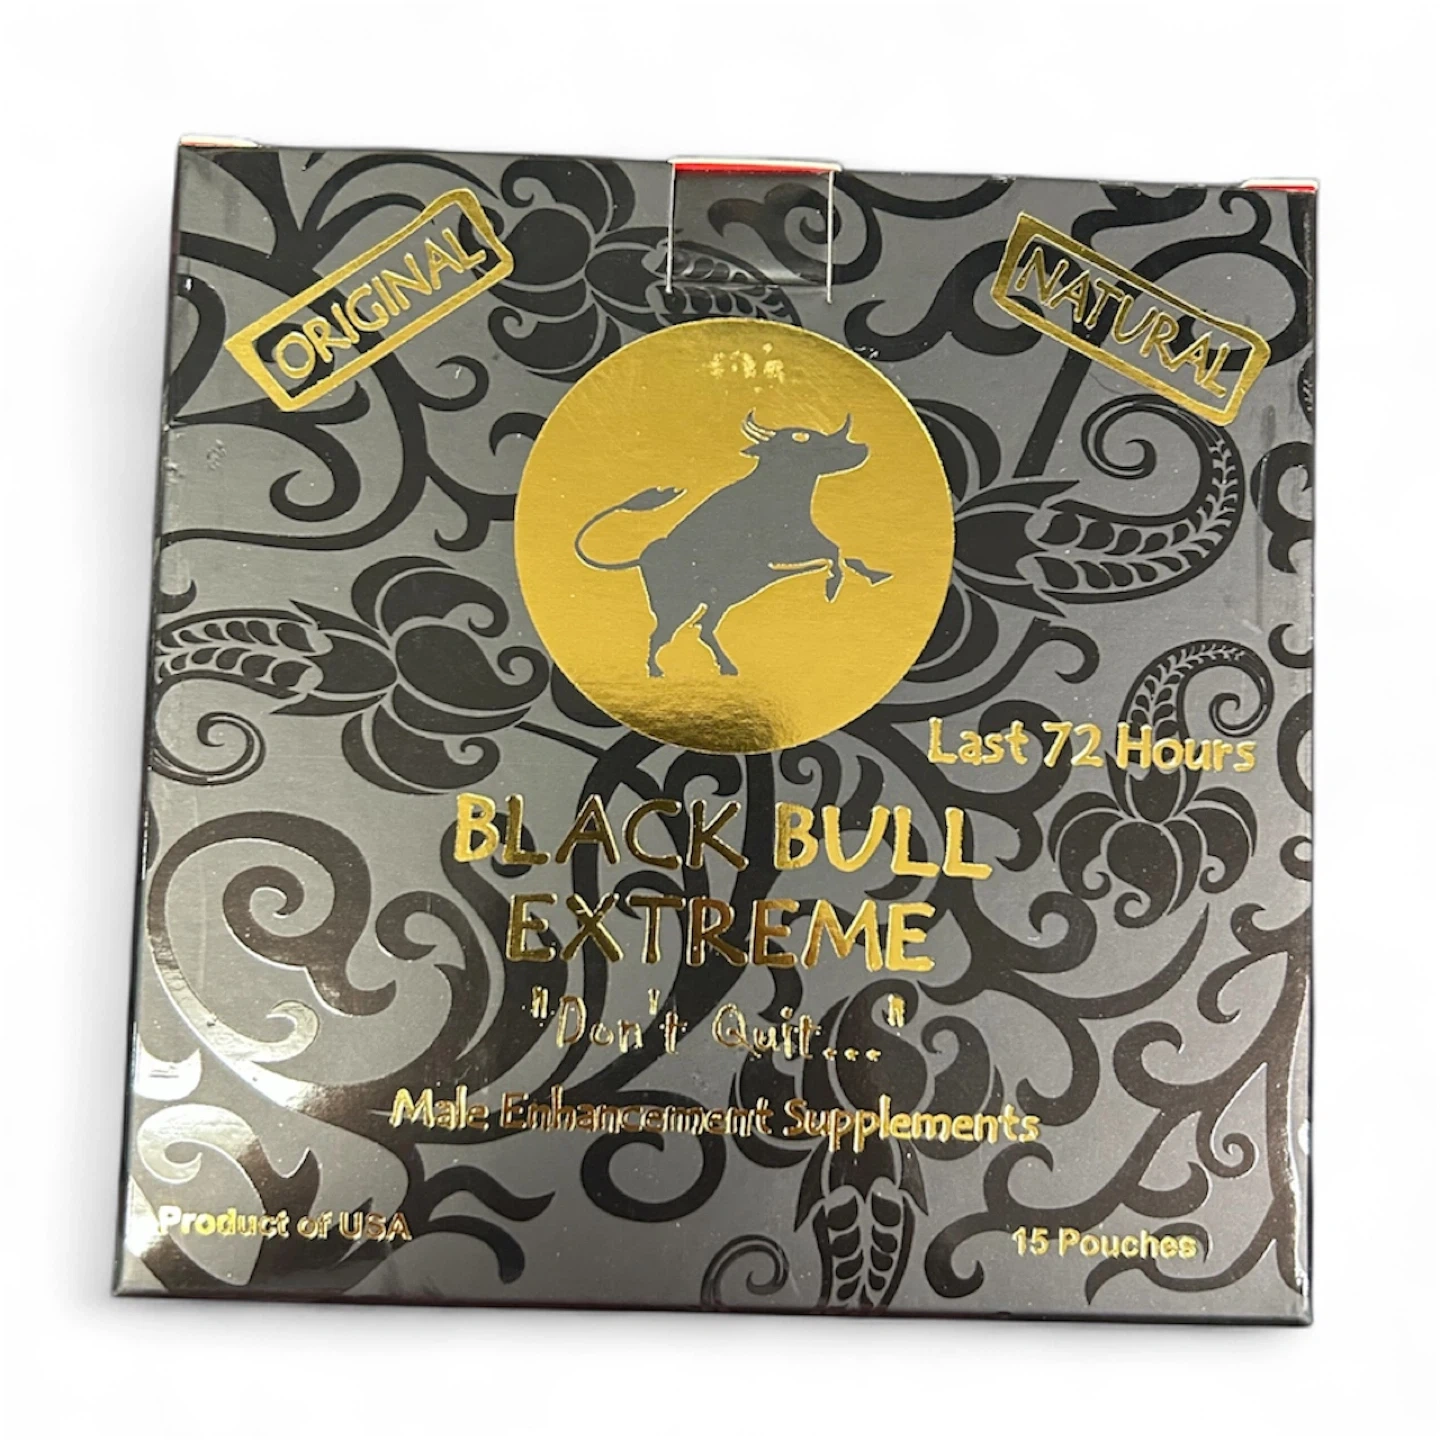 ORIGINAL
NATURAL
Last 72 Hours
BLACK BULL
EXTREME
"Don't Quit..."
Male Enhancement Supplements
Product of USA
15 Pouches